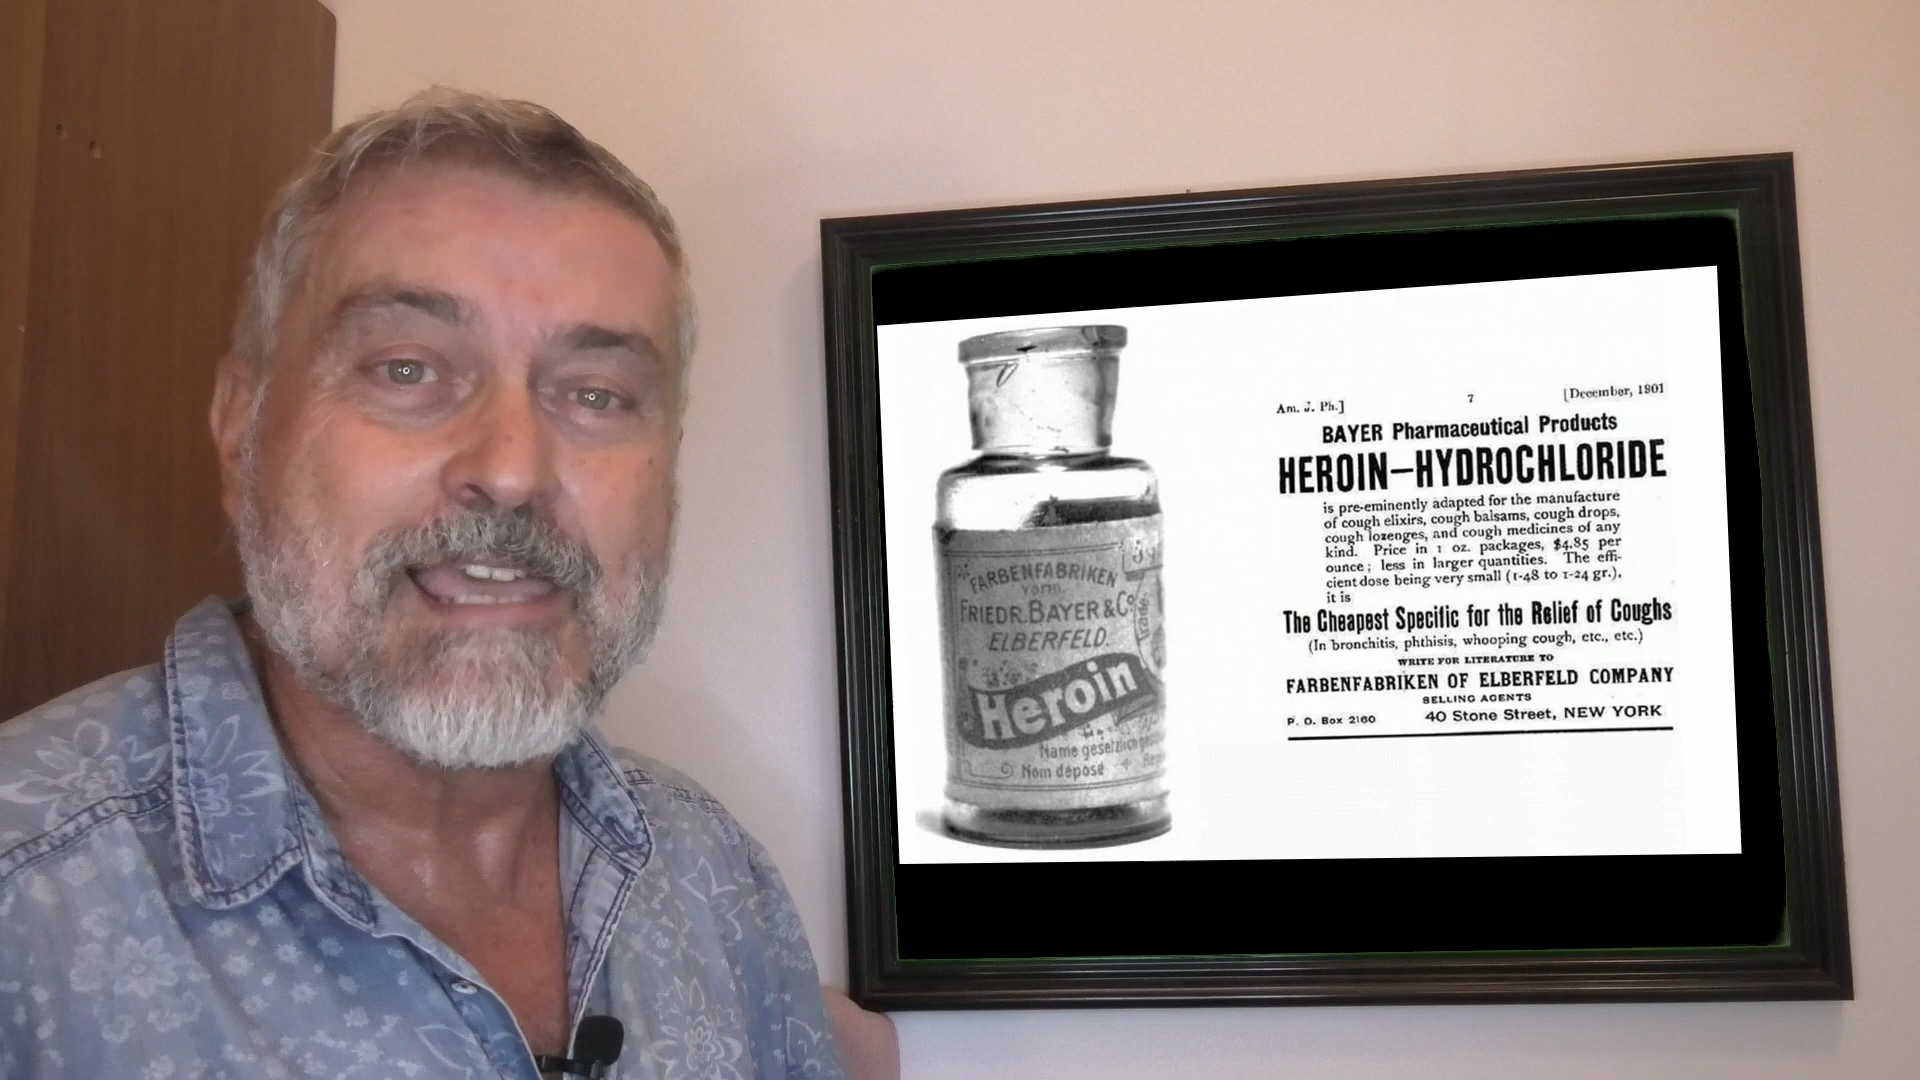 FARBENFABRIKEN
vorm.
FRIEDR. BAYER & Co
ELBERFELD.
Heroin
Name gesetzlich
Nom déposé
Trade
Am. J. Ph.] 7 [December, 1901
BAYER Pharmaceutical Products
HEROIN–HYDROCHLORIDE
is pre-eminently adapted for the manufacture
of cough elixirs, cough balsams, cough drops,
cough lozenges, and cough medicines of any
kind. Price in 1 oz. packages, $4.85 per
ounce; less in larger quantities. The effi-
cient dose being very small (1-48 to 1-24 gr.),
it is
The Cheapest Specific for the Relief of Coughs
(In bronchitis, phthisis, whooping cough, etc., etc.)
WRITE FOR LITERATURE TO
FARBENFABRIKEN OF ELBERFELD COMPANY
SELLING AGENTS
P. O. Box 2160 40 Stone Street, NEW YORK